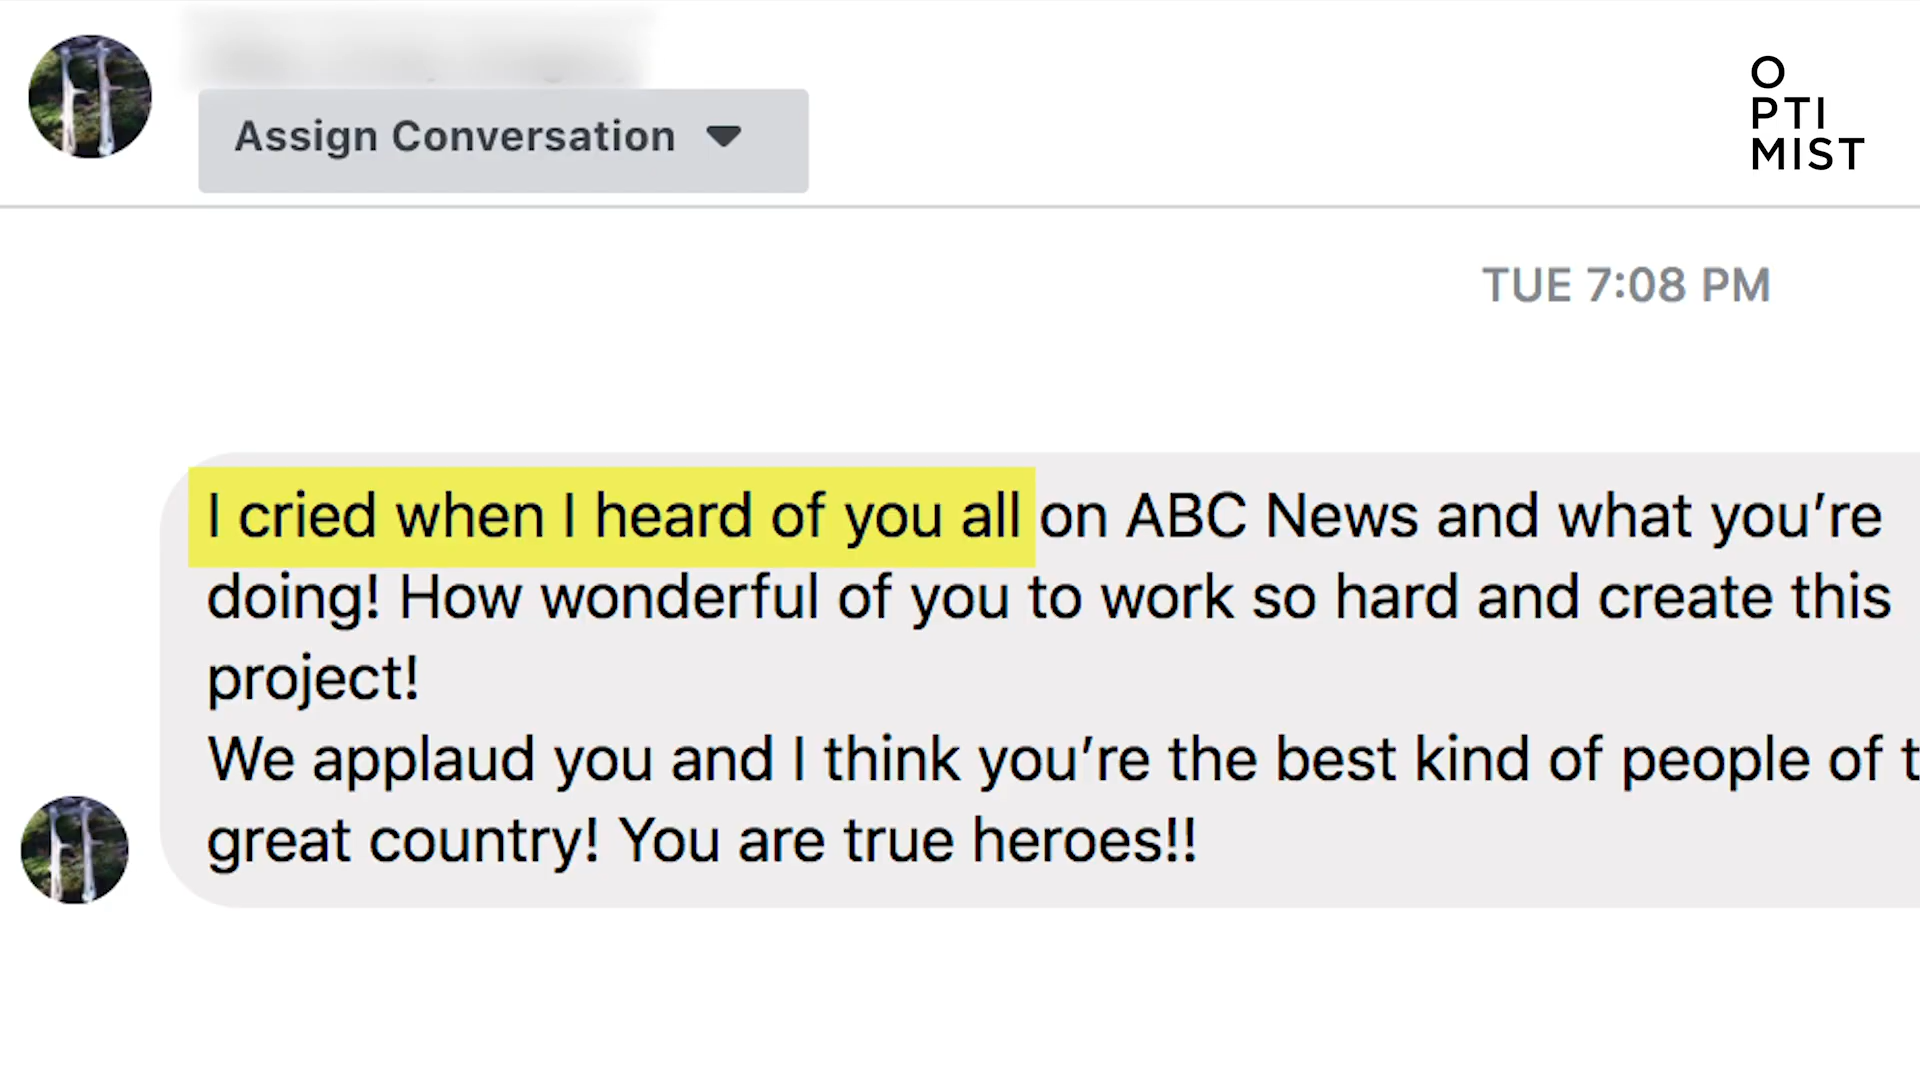 Assign Conversation
O
PTI
MIST
TUE 7:08 PM
I cried when I heard of you all on ABC News and what you’re
doing! How wonderful of you to work so hard and create this
project!
We applaud you and I think you’re the best kind of people of
great country! You are true heroes!!